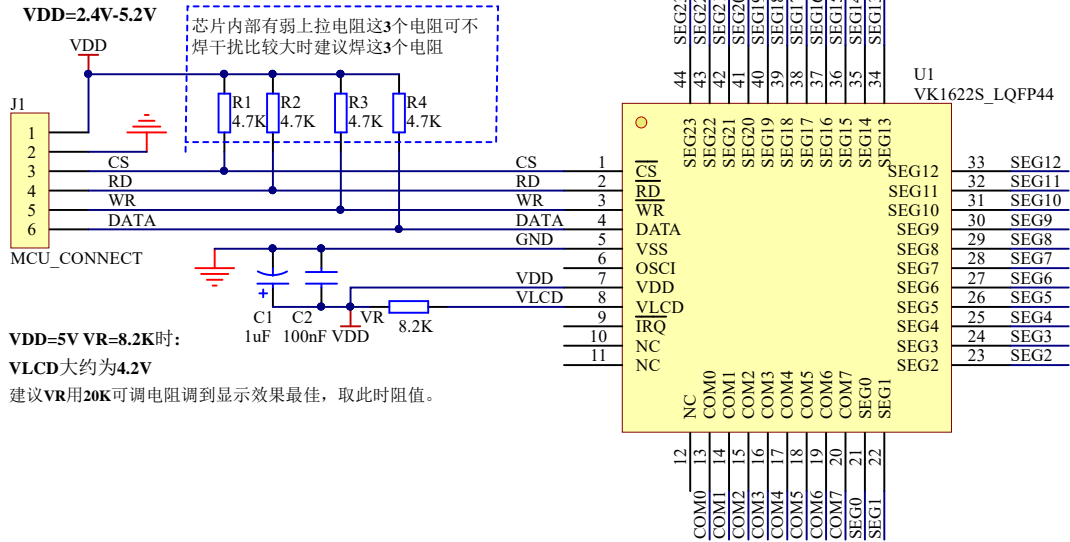 VDD=2.4V-5.2V
芯片内部有弱上拉电阻这3个电阻可不
焊干扰比较大时建议焊这3个电阻
VDD
J1
1
2
3
4
5
6
MCU_CONNECT
CS
RD
WR
DATA
R1
4.7K
R2
4.7K
R3
4.7K
R4
4.7K
CS
RD
WR
DATA
GND
VDD
VLCD
C1
1uF
C2
100nF
VDD
VR
8.2K
VDD=5V VR=8.2K时:
VLCD大约为4.2V
建议VR用20K可调电阻调到显示效果最佳，取此时阻值。
U1
VK1622S_LQFP44
1 CS
2 RD
3 WR
4 DATA
5 VSS
6 OSCI
7 VDD
8 VLCD
9 IRQ
10 NC
11 NC
SEG23 SEG22 SEG21 SEG20 SEG19 SEG18 SEG17 SEG16 SEG15 SEG14 SEG13
44 43 42 41 40 39 38 37 36 35 34
SEG23 SEG22 SEG21 SEG20 SEG19 SEG18 SEG17 SEG16 SEG15 SEG14 SEG13
SEG12 33 SEG12
SEG11 32 SEG11
SEG10 31 SEG10
SEG9 30 SEG9
SEG8 29 SEG8
SEG7 28 SEG7
SEG6 27 SEG6
SEG5 26 SEG5
SEG4 25 SEG4
SEG3 24 SEG3
SEG2 23 SEG2
NC COM0 COM1 COM2 COM3 COM4 COM5 COM6 COM7 SEG0 SEG1
12 13 14 15 16 17 18 19 20 21 22
COM0 COM1 COM2 COM3 COM4 COM5 COM6 COM7 SEG0 SEG1